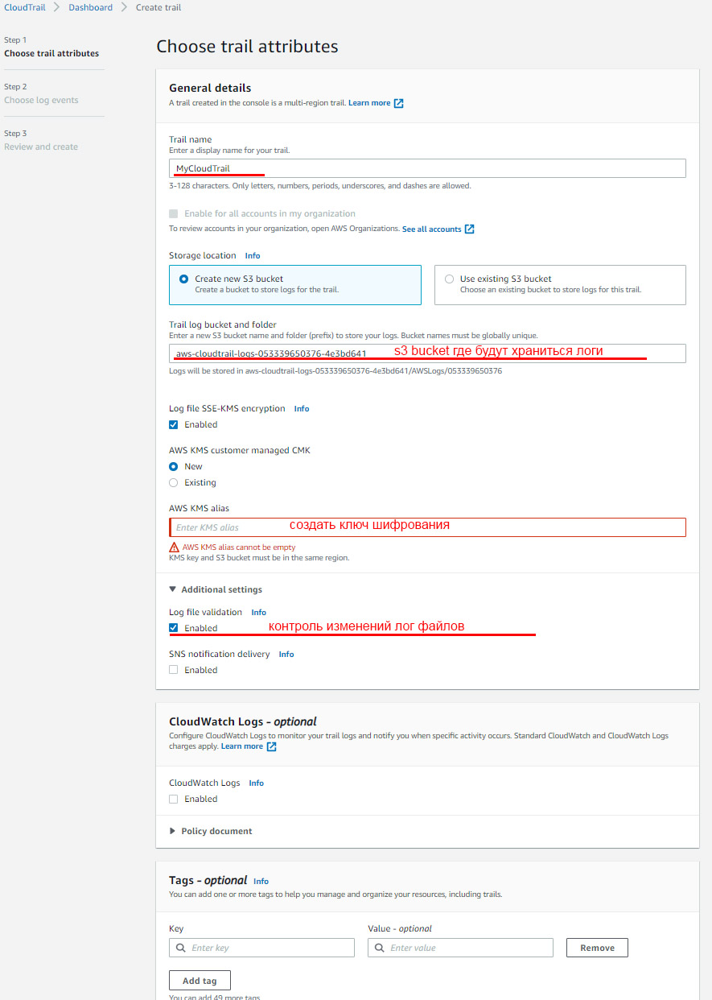 CloudTrail > Dashboard > Create trail
Step 1
Choose trail attributes
Step 2
Choose log events
Step 3
Review and create
Choose trail attributes
General details
A trail created in the console is a multi-region trail. Learn more
Trail name
Enter a display name for your trail.
MyCloudTrail
3-128 characters. Only letters, numbers, periods, underscores, and dashes are allowed.
Enable for all accounts in my organization
To review accounts in your organization, open AWS Organizations. See all accounts
Storage location Info
Create new S3 bucket
Create a bucket to store logs for the trail.
Use existing S3 bucket
Choose an existing bucket to store logs for this trail.
Trail log bucket and folder
Enter a new S3 bucket name and folder (prefix) to store your logs. Bucket names must be globally unique.
aws-cloudtrail-logs-053339650376-4e3bd641 s3 bucket где будут храниться логи
Logs will be stored in aws-cloudtrail-logs-053339650376-4e3bd641/AWSLogs/053339650376
Log file SSE-KMS encryption Info
Enabled
AWS KMS customer managed CMK
New
Existing
AWS KMS alias
Enter KMS alias создать ключ шифрования
AWS KMS alias cannot be empty
KMS key and S3 bucket must be in the same region.
Additional settings
Log file validation Info
Enabled контроль изменений лог файлов
SNS notification delivery Info
Enabled
CloudWatch Logs - optional
Configure CloudWatch Logs to monitor your trail logs and notify you when specific activity occurs. Standard CloudWatch and CloudWatch Logs
charges apply. Learn more
CloudWatch Logs Info
Enabled
Policy document
Tags - optional Info
You can add one or more tags to help you manage and organize your resources, including trails.
Key
Value - optional
Enter key
Enter value
Remove
Add tag
You can add 49 more tags